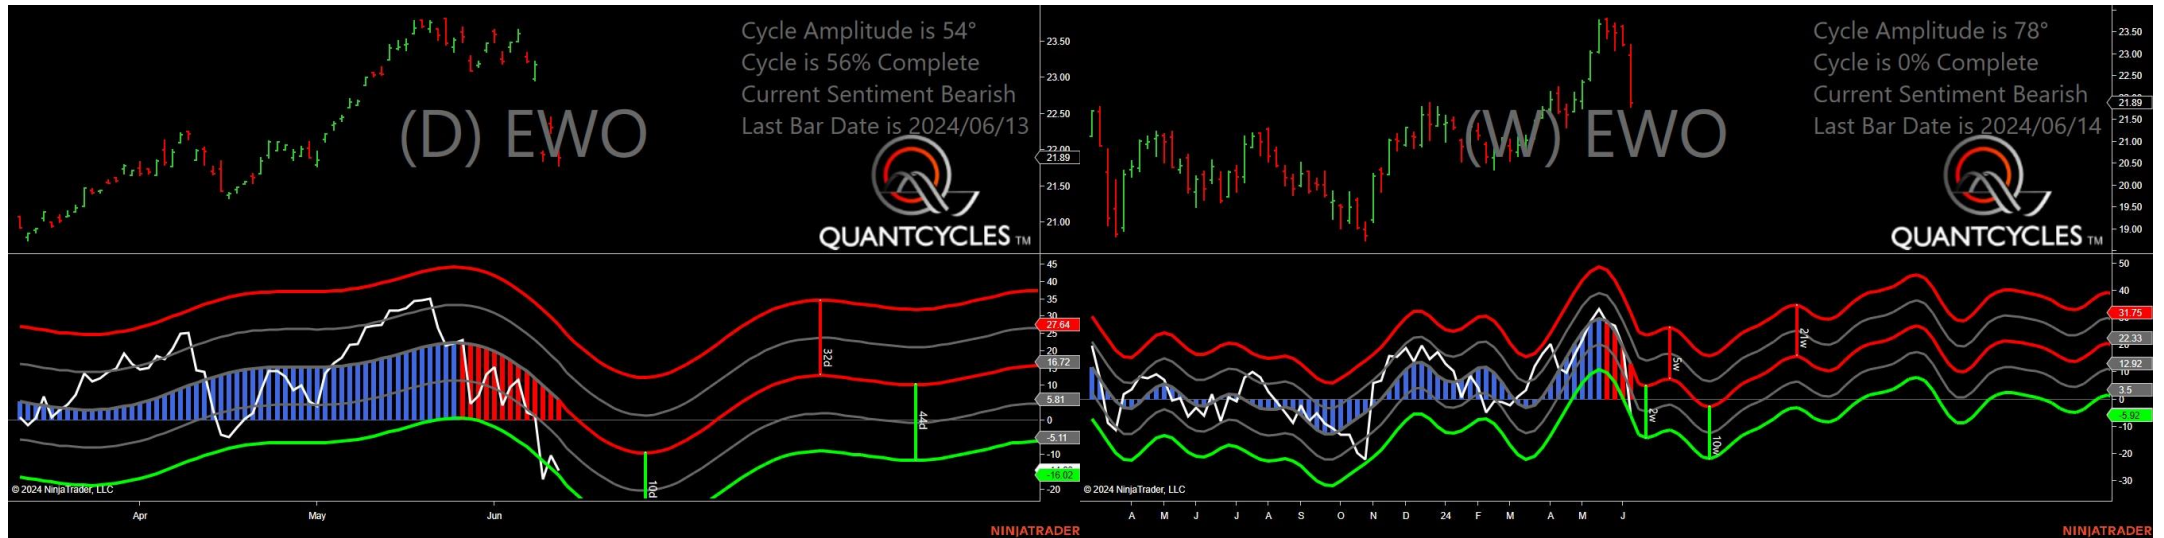 Cycle Amplitude is 54°
Cycle is 56% Complete
Current Sentiment Bearish
Last Bar Date is 2024/06/13
(D) EWO
QUANTCYCLES TM
23.50
23.00
22.50
22.00
21.89
21.50
21.00
45
40
35
30
27.64
25
20
16.72
10
5.81
0
-5.11
-10
-16.02
-20
32d
44d
10d
© 2024 NinjaTrader, LLC
Apr
May
Jun
NINJATRADER
Cycle Amplitude is 78°
Cycle is 0% Complete
Current Sentiment Bearish
Last Bar Date is 2024/06/14
(W) EWO
QUANTCYCLES TM
23.50
23.00
22.50
21.89
21.50
21.00
20.50
20.00
19.50
19.00
50
40
31.75
22.33
12.92
10
3.5
0
-5.92
-10
-20
-30
5w
21w
2w
10w
© 2024 NinjaTrader, LLC
A M J J A S O N D 24 F M A M J
NINJATRADER